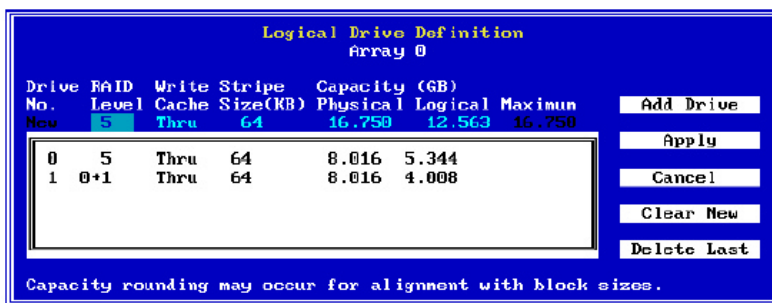 Logical Drive Definition
Array 0
Drive RAID Write Stripe Capacity (GB)
No. Level Cache Size(KB) Physical Logical Maximum
New 5 Thru 64 16.750 12.563 16.750
Add Drive
Apply
0 5 Thru 64 8.016 5.344
1 0+1 Thru 64 8.016 4.008
Cancel
Clear New
Delete Last
Capacity rounding may occur for alignment with block sizes.